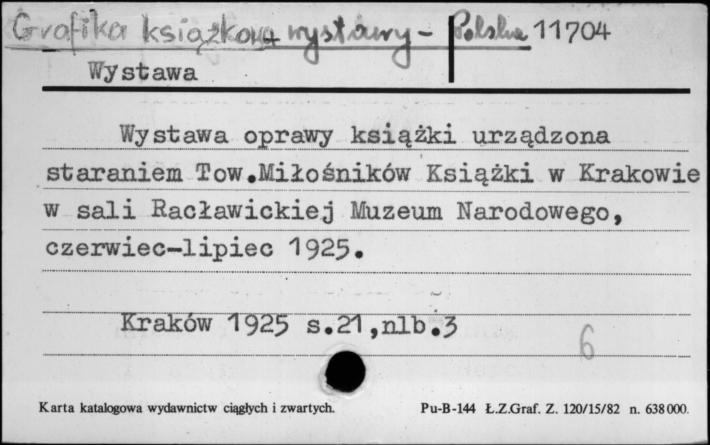 Grafika książkowa wystawy - Polska 11704
Wystawa
Wystawa oprawy książki urządzona
staraniem Tow.Miłośników Książki w Krakowie
w sali Racławickiej Muzeum Narodowego,
czerwiec-lipiec 1925.
Kraków 1925 s.21,nlb.3
6
Karta katalogowa wydawnictw ciągłych i zwartych. Pu-B-144 Ł.Z.Graf. Z. 120/15/82 n. 638000.